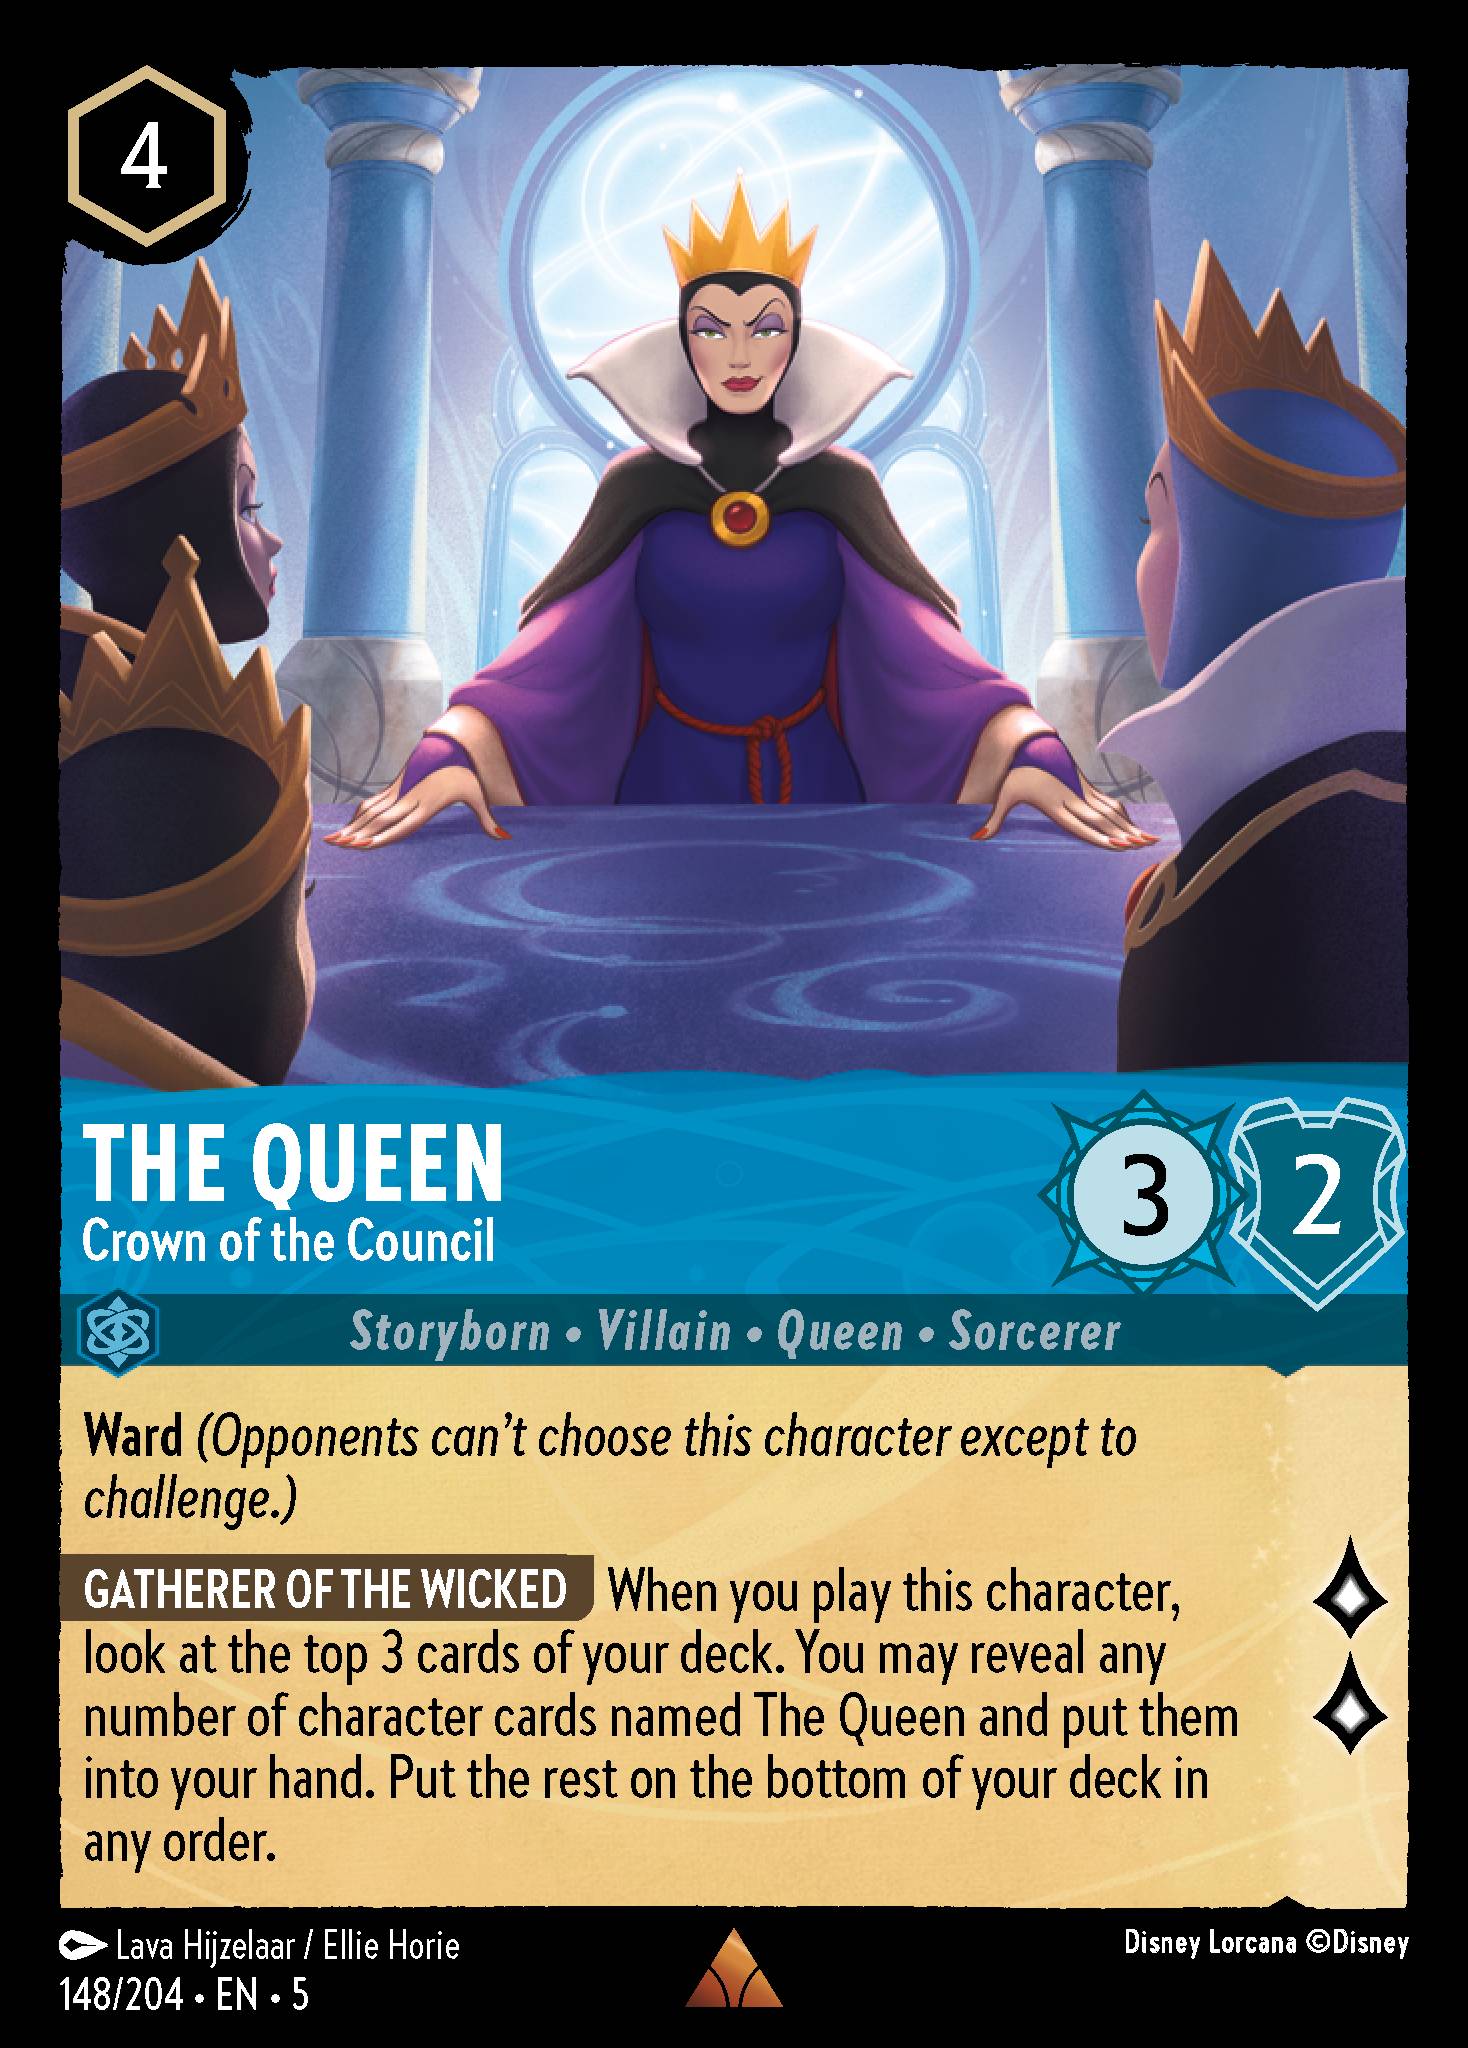 4
THE QUEEN
Crown of the Council
3
2
Storyborn • Villain • Queen • Sorcerer
Ward (Opponents can't choose this character except to
challenge.)
GATHERER OF THE WICKED When you play this character,
look at the top 3 cards of your deck. You may reveal any
number of character cards named The Queen and put them
into your hand. Put the rest on the bottom of your deck in
any order.
Lava Hijzelaar / Ellie Horie
Disney Lorcana ©Disney
148/204 • EN • 5